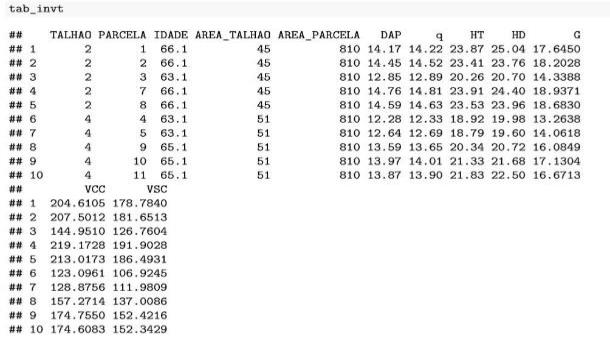 tab_invt
## TALHAO PARCELA IDADE AREA_TALHAO AREA_PARCELA DAP q HT HD G
## 1 2 1 66.1 45 810 14.17 14.22 23.87 25.04 17.6450
## 2 2 2 66.1 45 810 14.45 14.52 23.41 23.76 18.2028
## 3 2 3 63.1 45 810 12.85 12.89 20.26 20.70 14.3388
## 4 2 7 66.1 45 810 14.76 14.81 23.91 24.40 18.9371
## 5 2 8 66.1 45 810 14.59 14.63 23.53 23.96 18.6830
## 6 4 4 63.1 51 810 12.28 12.33 18.92 19.98 13.2638
## 7 4 5 63.1 51 810 12.64 12.69 18.79 19.60 14.0618
## 8 4 9 65.1 51 810 13.59 13.65 20.34 20.72 16.0849
## 9 4 10 65.1 51 810 13.97 14.01 21.33 21.68 17.1304
## 10 4 11 65.1 51 810 13.87 13.90 21.83 22.50 16.6713
## VCC VSC
## 1 204.6105 178.7840
## 2 207.5012 181.6513
## 3 144.9510 126.7604
## 4 219.1728 191.9028
## 5 213.0173 186.4931
## 6 123.0961 106.9245
## 7 128.8756 111.9809
## 8 157.2714 137.0086
## 9 174.7550 152.4216
## 10 174.6083 152.3429